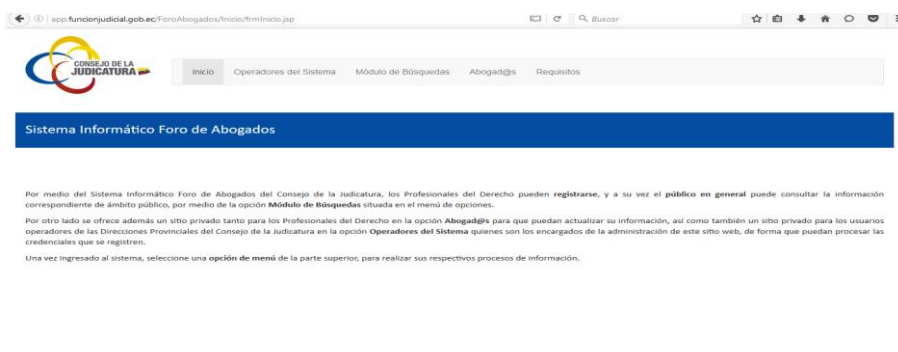 app.funcionjudicial.gob.ec/ForoAbogados/Inicio/frmInicio.jsp
Buscar
CONSEJO DE LA
JUDICATURA
Inicio Operadores del Sistema Módulo de Búsquedas Abogad@s Requisitos
Sistema Informático Foro de Abogados
Por medio del Sistema Informático Foro de Abogados del Consejo de la Judicatura, los Profesionales del Derecho pueden registrarse, y a su vez el público en general puede consultar la información
correspondiente de ámbito público, por medio de la opción Módulo de Búsquedas situada en el menú de opciones.
Por otro lado se ofrece además un sitio privado tanto para los Profesionales del Derecho en la opción Abogad@s para que puedan actualizar su información, así como también un sitio privado para los usuarios
operadores de las Direcciones Provinciales del Consejo de la Judicatura en la opción Operadores del Sistema quienes son los encargados de la administración de este sitio web, de forma que puedan procesar las
credenciales que se registren.
Una vez ingresado al sistema, seleccione una opción de menú de la parte superior, para realizar sus respectivos procesos de información.